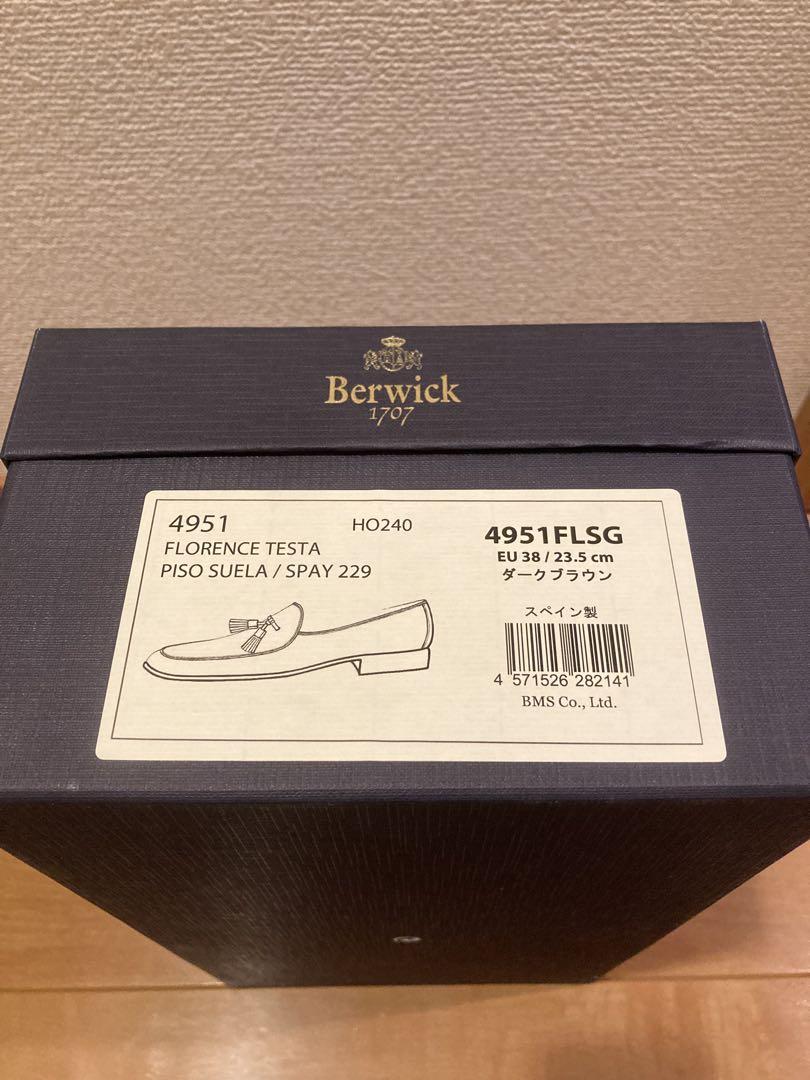 Berwick
1707
4951 HO240
FLORENCE TESTA
PISO SUELA / SPAY 229
4951FLSG
EU 38 / 23.5 cm
ダークブラウン
スペイン製
4 571526 282141
BMS Co., Ltd.